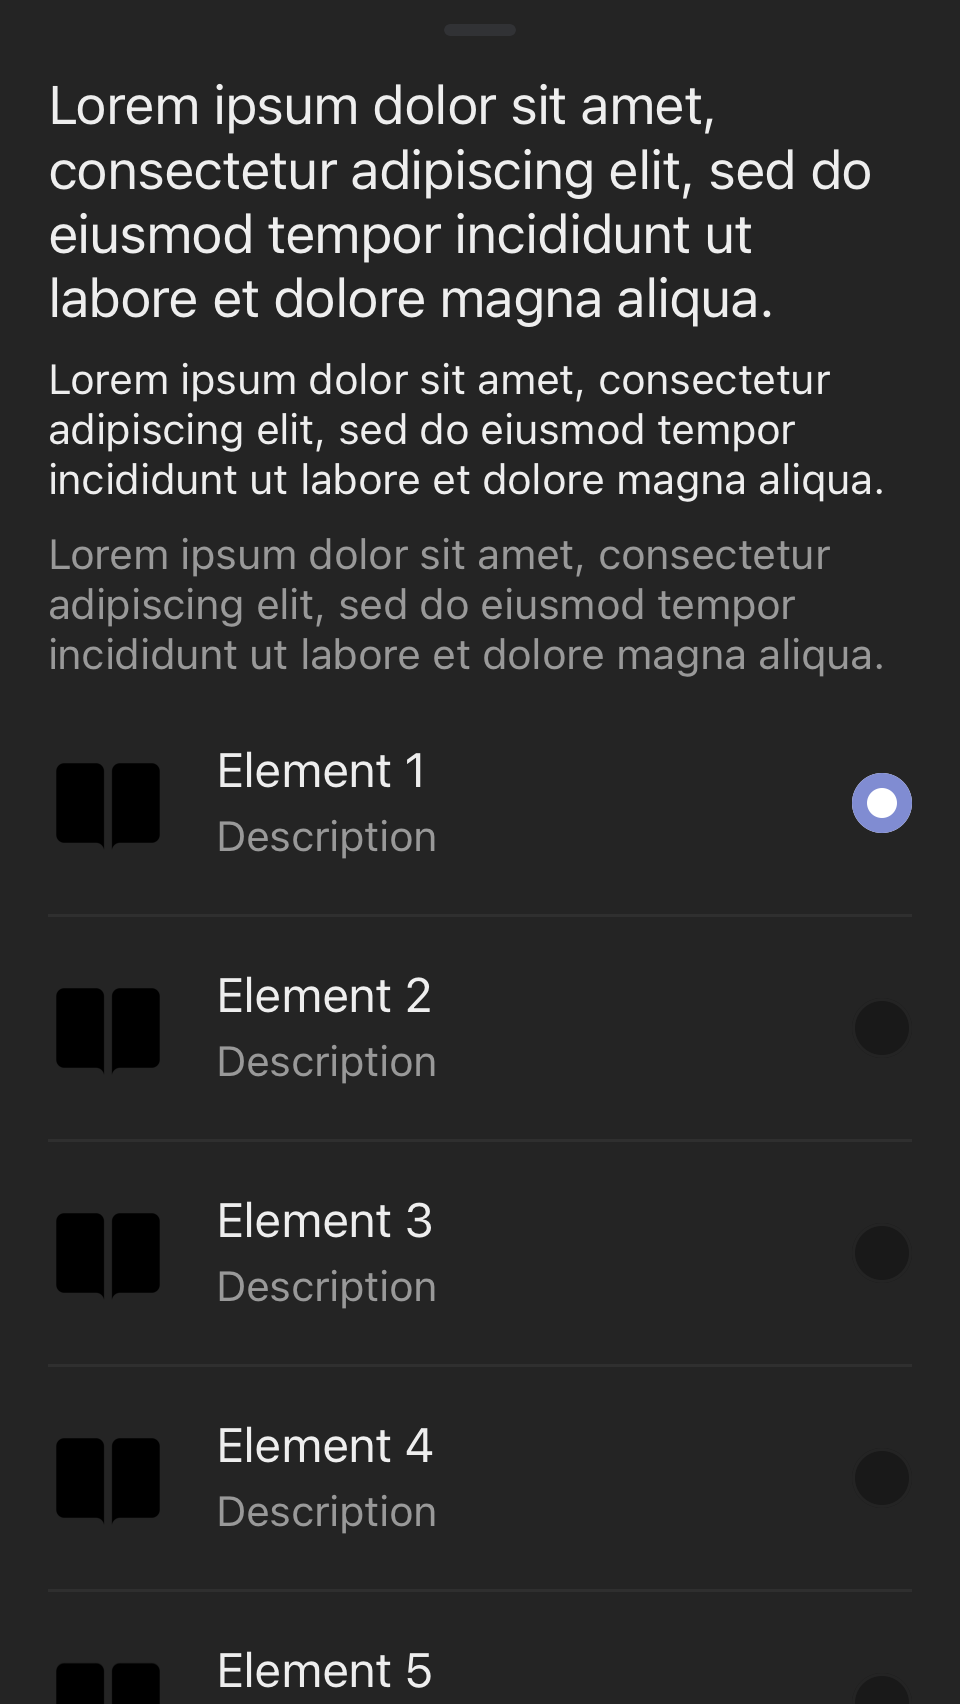 Lorem ipsum dolor sit amet,
consectetur adipiscing elit, sed do
eiusmod tempor incididunt ut
labore et dolore magna aliqua.
Lorem ipsum dolor sit amet, consectetur
adipiscing elit, sed do eiusmod tempor
incididunt ut labore et dolore magna aliqua.
Lorem ipsum dolor sit amet, consectetur
adipiscing elit, sed do eiusmod tempor
incididunt ut labore et dolore magna aliqua.
Element 1
Description
Element 2
Description
Element 3
Description
Element 4
Description
Element 5